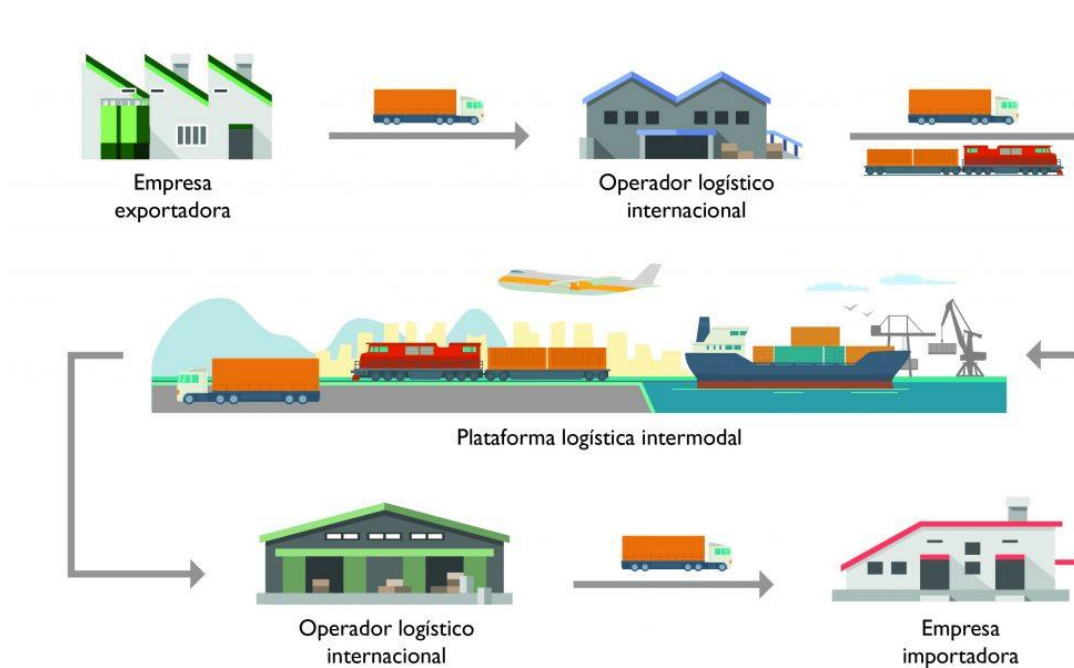 Empresa
exportadora
Operador logístico
internacional
Plataforma logística intermodal
Operador logístico
internacional
Empresa
importadora